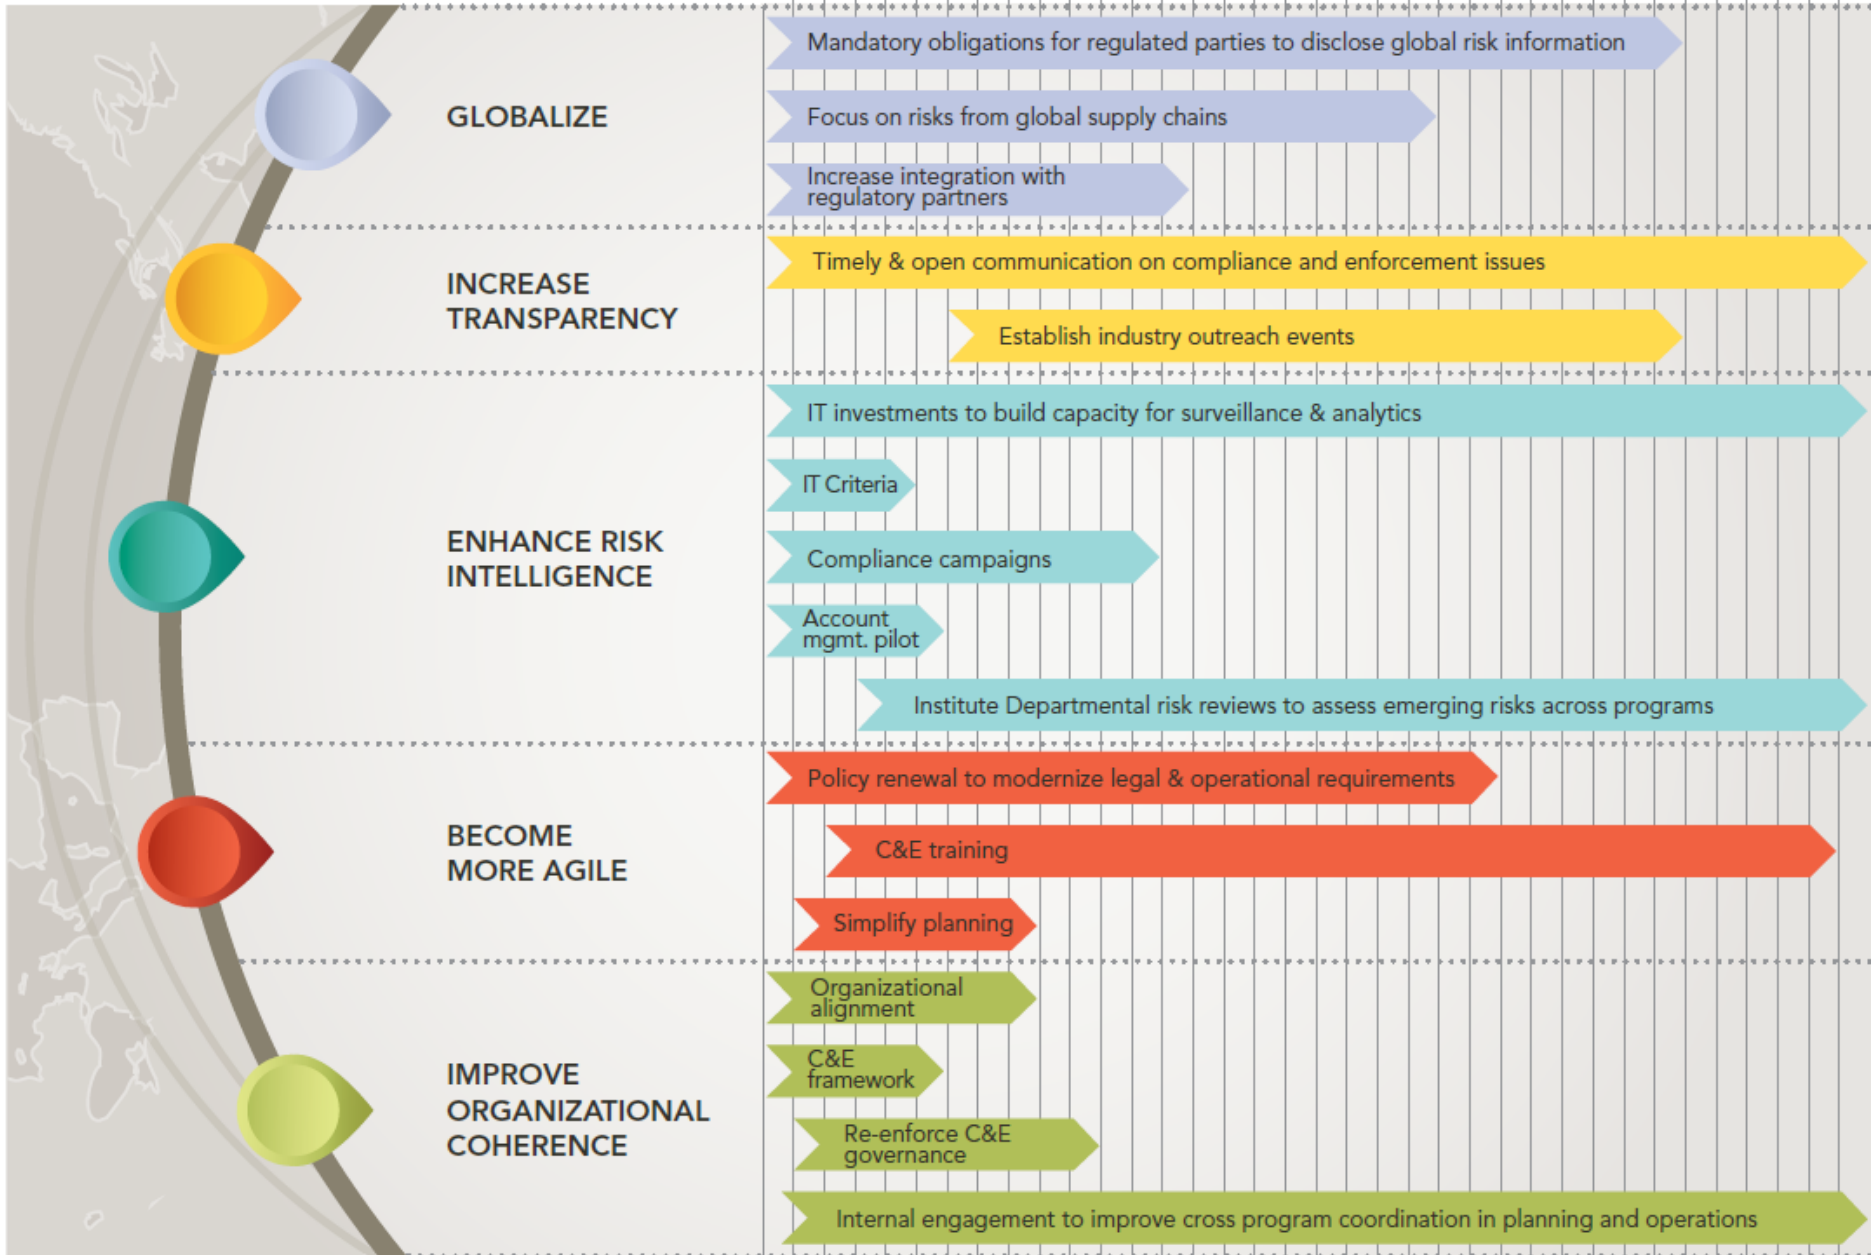 GLOBALIZE
Mandatory obligations for regulated parties to disclose global risk information
Focus on risks from global supply chains
Increase integration with
regulatory partners
INCREASE
TRANSPARENCY
Timely & open communication on compliance and enforcement issues
Establish industry outreach events
ENHANCE RISK
INTELLIGENCE
IT investments to build capacity for surveillance & analytics
IT Criteria
Compliance campaigns
Account
mgmt. pilot
Institute Departmental risk reviews to assess emerging risks across programs
BECOME
MORE AGILE
Policy renewal to modernize legal & operational requirements
C&E training
Simplify planning
IMPROVE
ORGANIZATIONAL
COHERENCE
Organizational
alignment
C&E
framework
Re-enforce C&E
governance
Internal engagement to improve cross program coordination in planning and operations